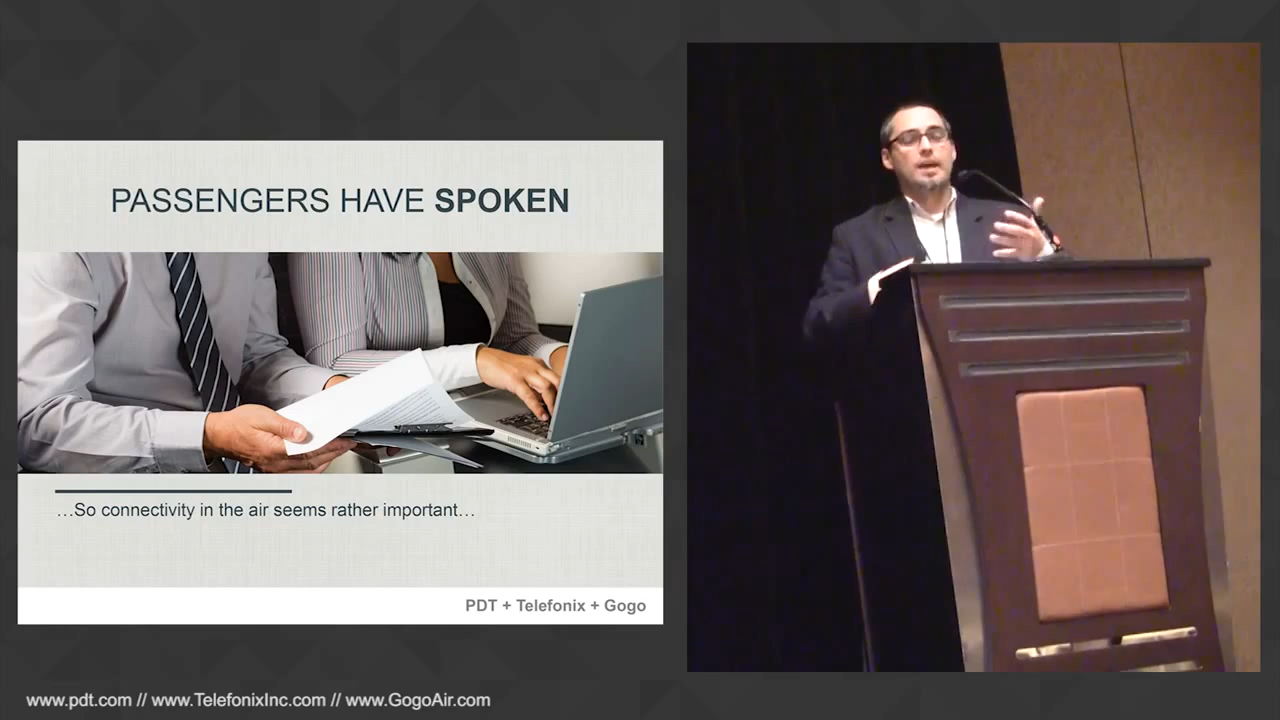 PASSENGERS HAVE SPOKEN
…So connectivity in the air seems rather important…
PDT + Telefonix + Gogo
www.pdt.com // www.TelefonixInc.com // www.GogoAir.com